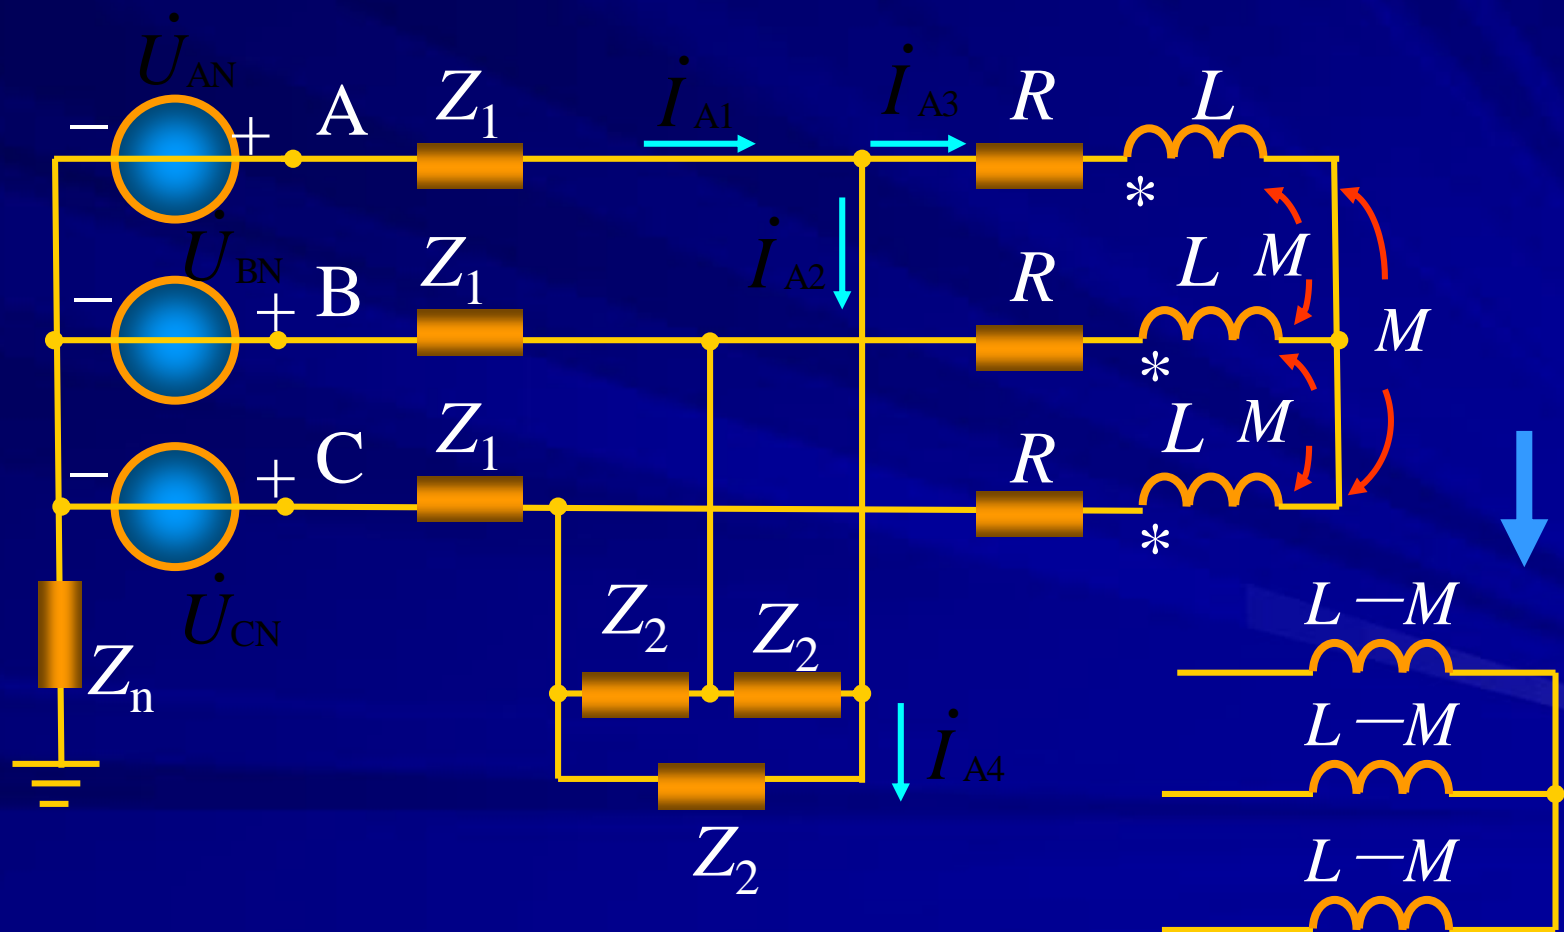 U̇AN
A
Z1
İA1
İA3
R
L
− +
*
U̇BN
B
Z1
İA2
R
L
M
− +
M
*
C
Z1
R
L
M
− +
*
U̇CN
Zn
Z2
Z2
L−M
İA4
L−M
Z2
L−M